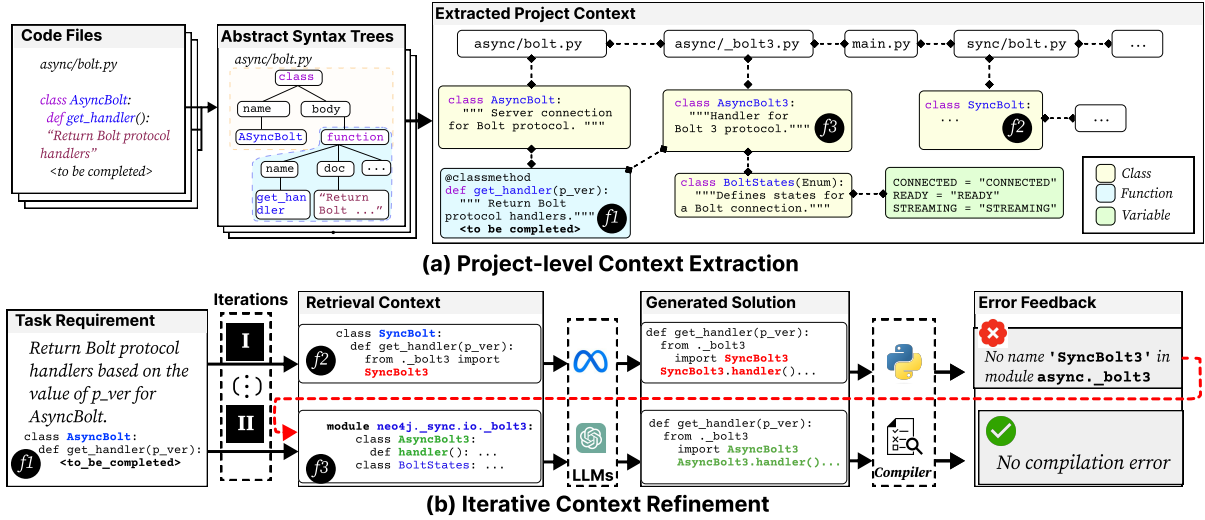 Code Files
async/bolt.py
class AsyncBolt:
def get_handler():
“Return Bolt protocol
handlers”
<to be completed>
Abstract Syntax Trees
async/bolt.py
class
name
body
ASyncBolt
function
name
doc
...
get_han
dler
“Return
Bolt ...”
Extracted Project Context
async/bolt.py
async/_bolt3.py
main.py
sync/bolt.py
...
class AsyncBolt:
""" Server connection
for Bolt protocol. """
class AsyncBolt3:
"""Handler for
Bolt 3 protocol."""
f3
class SyncBolt:
...
f2
...
@classmethod
def get_handler(p_ver):
""" Return Bolt
protocol handlers."""
<to be completed>
f1
class BoltStates(Enum):
"""Defines states for
a Bolt connection."""
CONNECTED = "CONNECTED"
READY = "READY"
STREAMING = "STREAMING"
Class
Function
Variable
(a) Project-level Context Extraction
Task Requirement
Return Bolt protocol
handlers based on the
value of p_ver for
AsyncBolt.
class AsyncBolt:
def get_handler(p_ver):
<to_be_completed>
f1
Iterations
I
(:)
II
Retrieval Context
class SyncBolt:
def get_handler(p_ver):
from ._bolt3 import
SyncBolt3
f2
module neo4j._sync.io._bolt3:
class AsyncBolt3:
def handler(): ...
class BoltStates: ...
f3
LLMs
Generated Solution
def get_handler(p_ver):
from ._bolt3
import SyncBolt3
SyncBolt3.handler()...
def get_handler(p_ver):
from ._bolt3
import AsyncBolt3
AsyncBolt3.handler()...
Compiler
Error Feedback
No name 'SyncBolt3' in
module async._bolt3
No compilation error
(b) Iterative Context Refinement